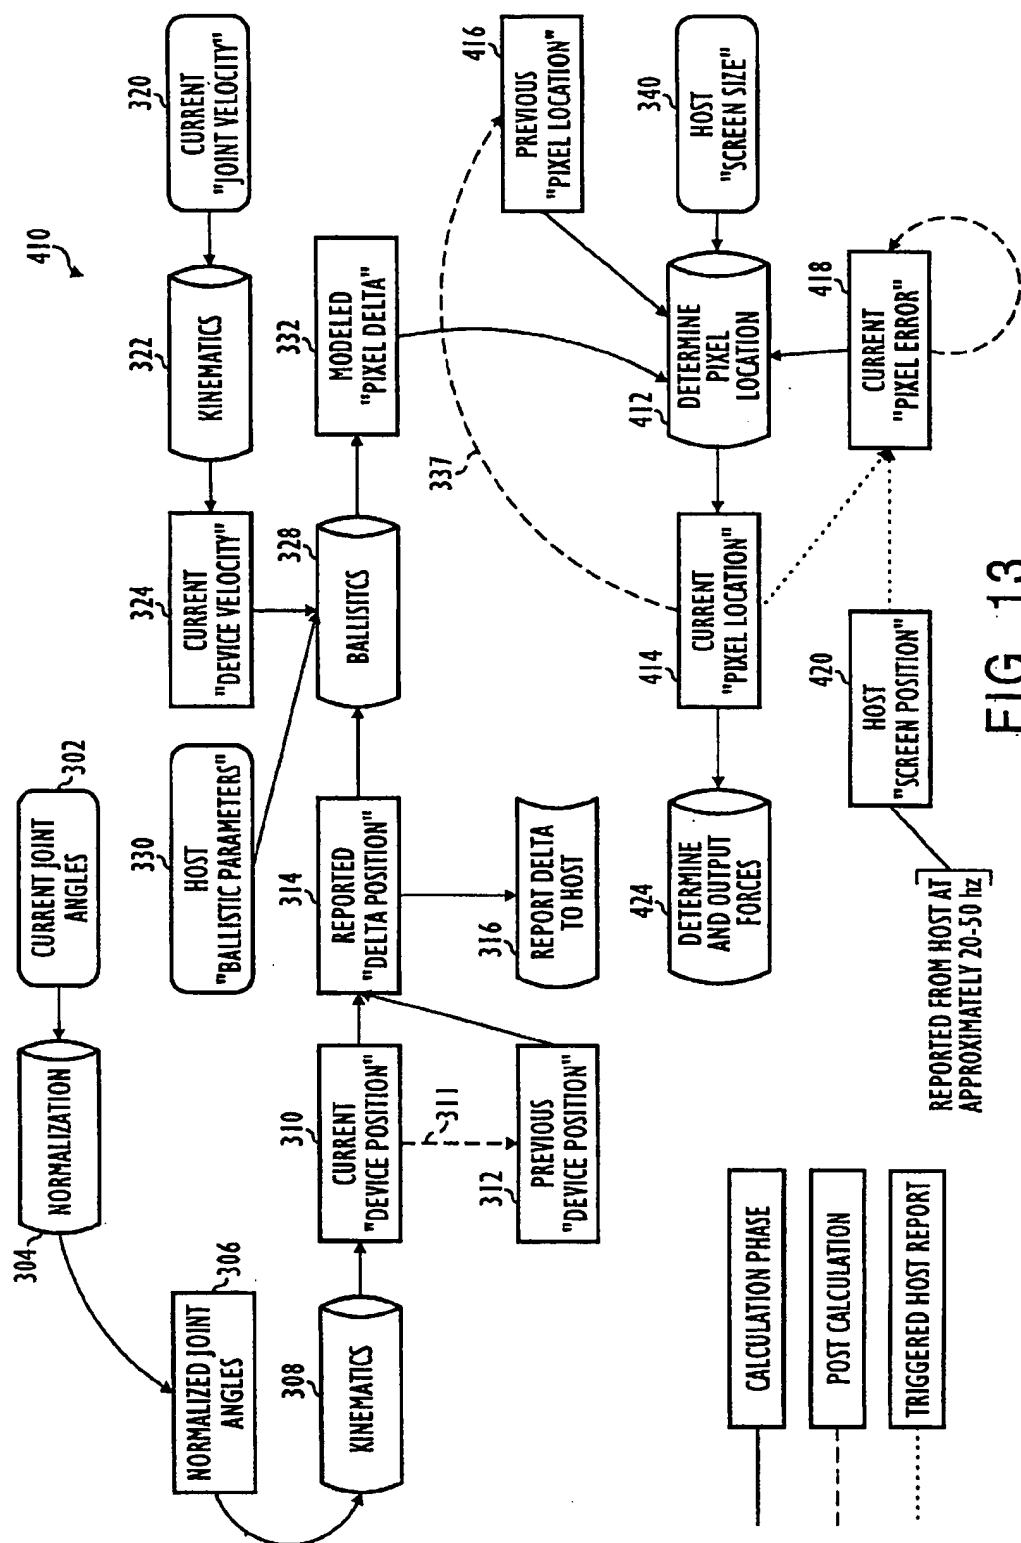 410
302
CURRENT JOINT
ANGLES
304
NORMALIZATION
306
NORMALIZED JOINT
ANGLES
308
KINEMATICS
310
CURRENT
"DEVICE POSITION"
311
312
PREVIOUS
"DEVICE POSITION"
314
REPORTED
"DELTA POSITION"
316
REPORT DELTA
TO HOST
320
CURRENT
"JOINT VELOCITY"
322
KINEMATICS
324
CURRENT
"DEVICE VELOCITY"
330
HOST
"BALLISTIC PARAMETERS"
328
BALLISITCS
332
MODELED
"PIXEL DELTA"
337
416
PREVIOUS
"PIXEL LOCATION"
340
HOST
"SCREEN SIZE"
412
DETERMINE
PIXEL
LOCATION
414
CURRENT
"PIXEL LOCATION"
418
CURRENT
"PIXEL ERROR"
420
HOST
"SCREEN POSITION"
424
DETERMINE
AND OUTPUT
FORCES
REPORTED FROM HOST AT
APPROXIMATELY 20-50 hz
CALCULATION PHASE
POST CALCULATION
TRIGGERED HOST REPORT
FIG. 13